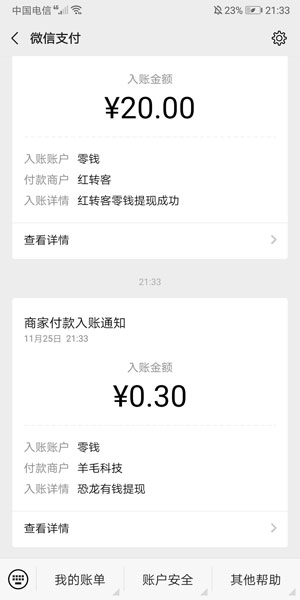 中国电信 4G 23% 21:33
微信支付
入账金额
¥20.00
入账账户 零钱
付款商户 红转客
入账详情 红转客零钱提现成功
查看详情
21:33
商家付款入账通知
11月25日 21:33
入账金额
¥0.30
入账账户 零钱
付款商户 羊毛科技
入账详情 恐龙有钱提现
查看详情
我的账单 账户安全 其他帮助